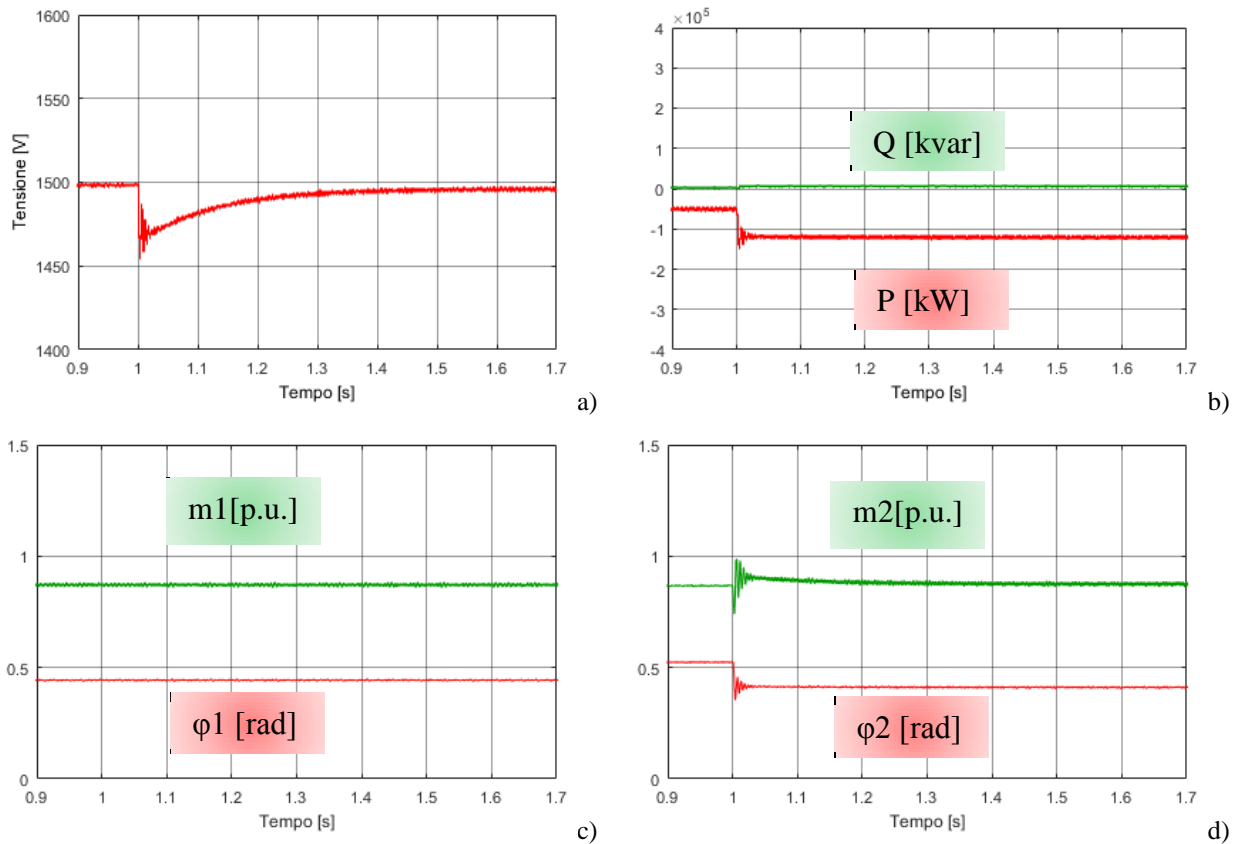 1600
1550
1500
1450
1400
Tensione [V]
0.9 1 1.1 1.2 1.3 1.4 1.5 1.6 1.7
Tempo [s]
a)
×10⁵
4
3
2
1
0
-1
-2
-3
-4
Q [kvar]
P [kW]
0.9 1 1.1 1.2 1.3 1.4 1.5 1.6 1.7
Tempo [s]
b)
1.5
1
0.5
0
m1[p.u.]
φ1 [rad]
0.9 1 1.1 1.2 1.3 1.4 1.5 1.6 1.7
Tempo [s]
c)
1.5
1
0.5
0
m2[p.u.]
φ2 [rad]
0.9 1 1.1 1.2 1.3 1.4 1.5 1.6 1.7
Tempo [s]
d)